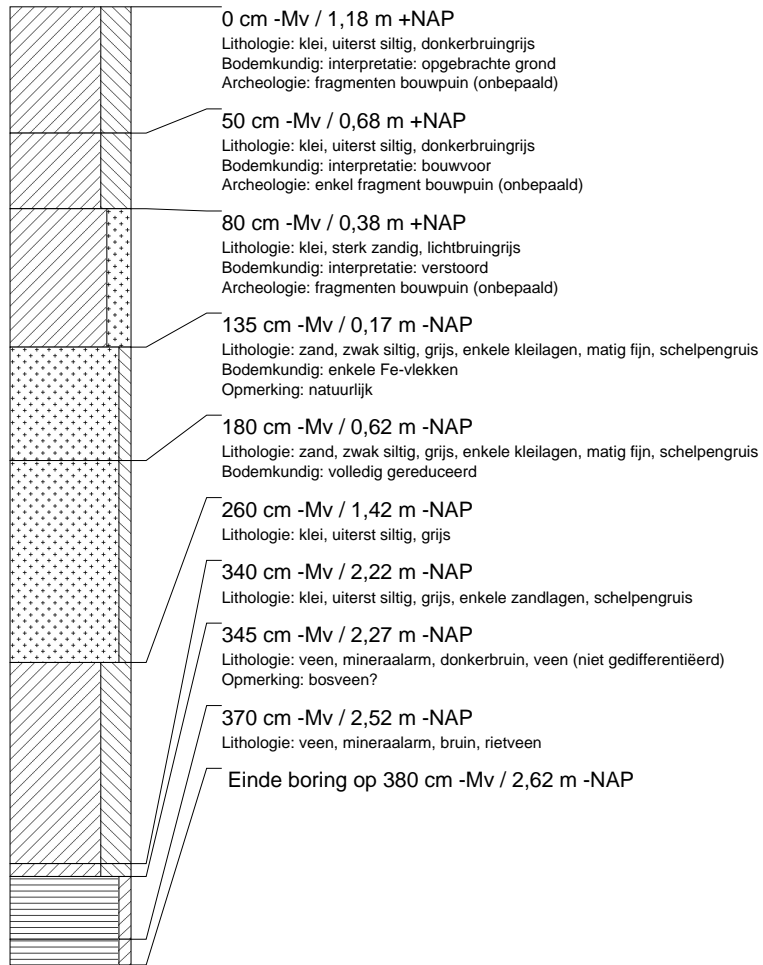 0 cm -Mv / 1,18 m +NAP
Lithologie: klei, uiterst siltig, donkerbruingrijs
Bodemkundig: interpretatie: opgebrachte grond
Archeologie: fragmenten bouwpuin (onbepaald)
50 cm -Mv / 0,68 m +NAP
Lithologie: klei, uiterst siltig, donkerbruingrijs
Bodemkundig: interpretatie: bouwvoor
Archeologie: enkel fragment bouwpuin (onbepaald)
80 cm -Mv / 0,38 m +NAP
Lithologie: klei, sterk zandig, lichtbruingrijs
Bodemkundig: interpretatie: verstoord
Archeologie: fragmenten bouwpuin (onbepaald)
135 cm -Mv / 0,17 m -NAP
Lithologie: zand, zwak siltig, grijs, enkele kleilagen, matig fijn, schelpengruis
Bodemkundig: enkele Fe-vlekken
Opmerking: natuurlijk
180 cm -Mv / 0,62 m -NAP
Lithologie: zand, zwak siltig, grijs, enkele kleilagen, matig fijn, schelpengruis
Bodemkundig: volledig gereduceerd
260 cm -Mv / 1,42 m -NAP
Lithologie: klei, uiterst siltig, grijs
340 cm -Mv / 2,22 m -NAP
Lithologie: klei, uiterst siltig, grijs, enkele zandlagen, schelpengruis
345 cm -Mv / 2,27 m -NAP
Lithologie: veen, mineraalarm, donkerbruin, veen (niet gedifferentiëerd)
Opmerking: bosveen?
370 cm -Mv / 2,52 m -NAP
Lithologie: veen, mineraalarm, bruin, rietveen
Einde boring op 380 cm -Mv / 2,62 m -NAP